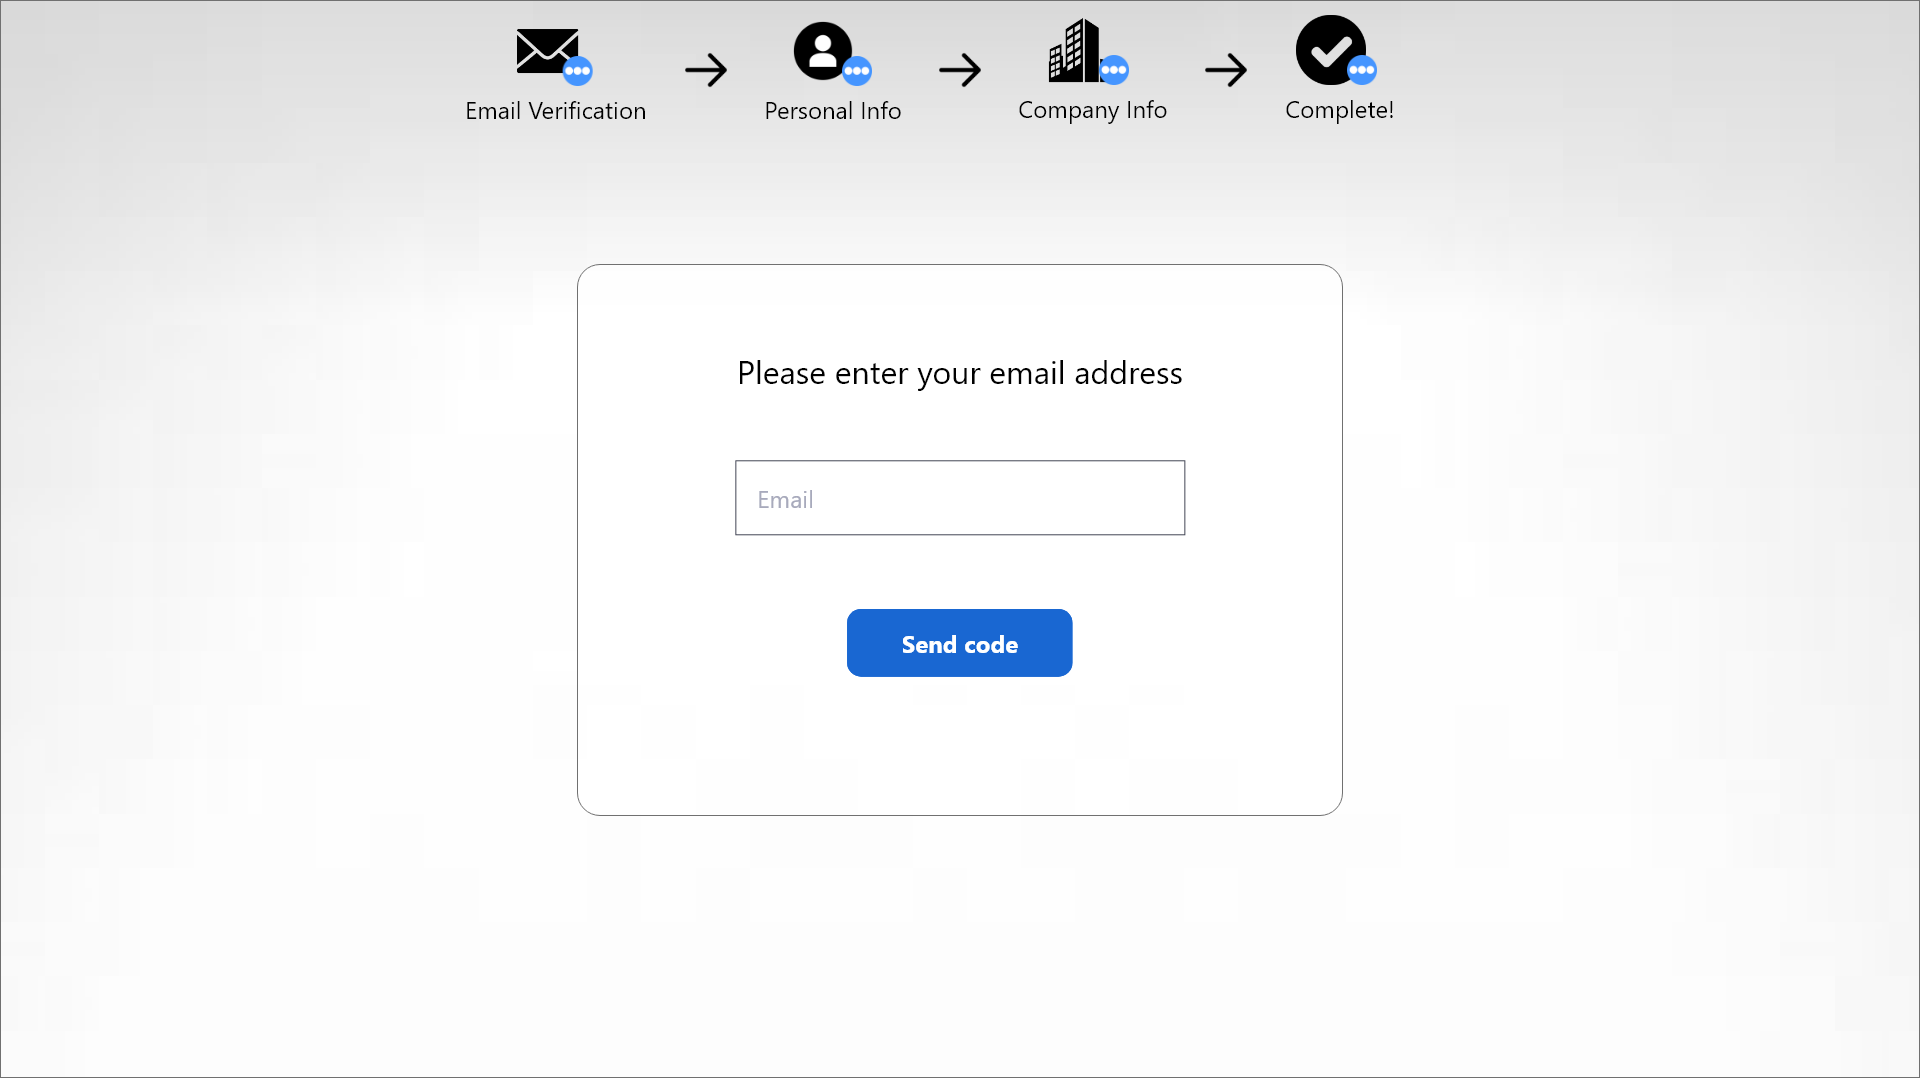 Email Verification
Personal Info
Company Info
Complete!
Please enter your email address
Email
Send code